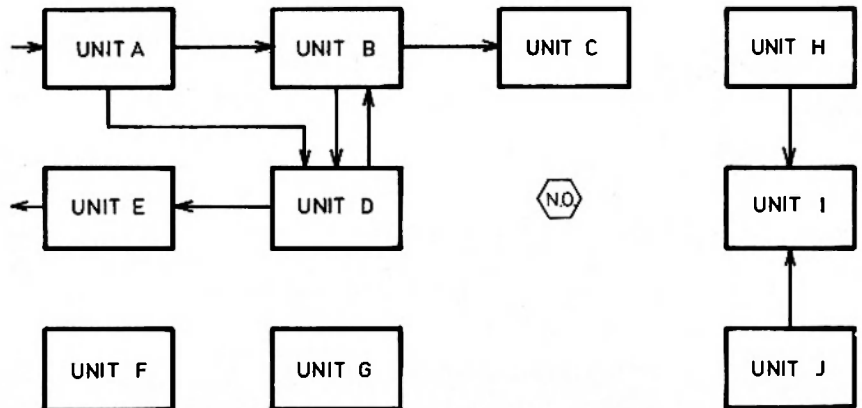 UNIT A
UNIT B
UNIT C
UNIT H
UNIT E
UNIT D
N.O.
UNIT I
UNIT F
UNIT G
UNIT J